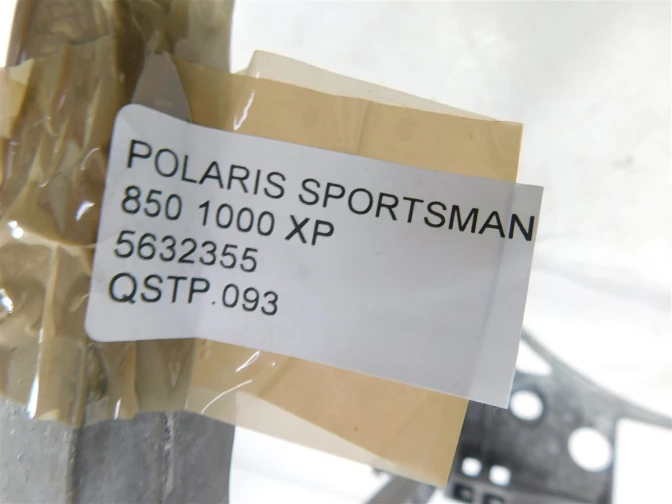 POLARIS SPORTSMAN
850 1000 XP
5632355
QSTP.093